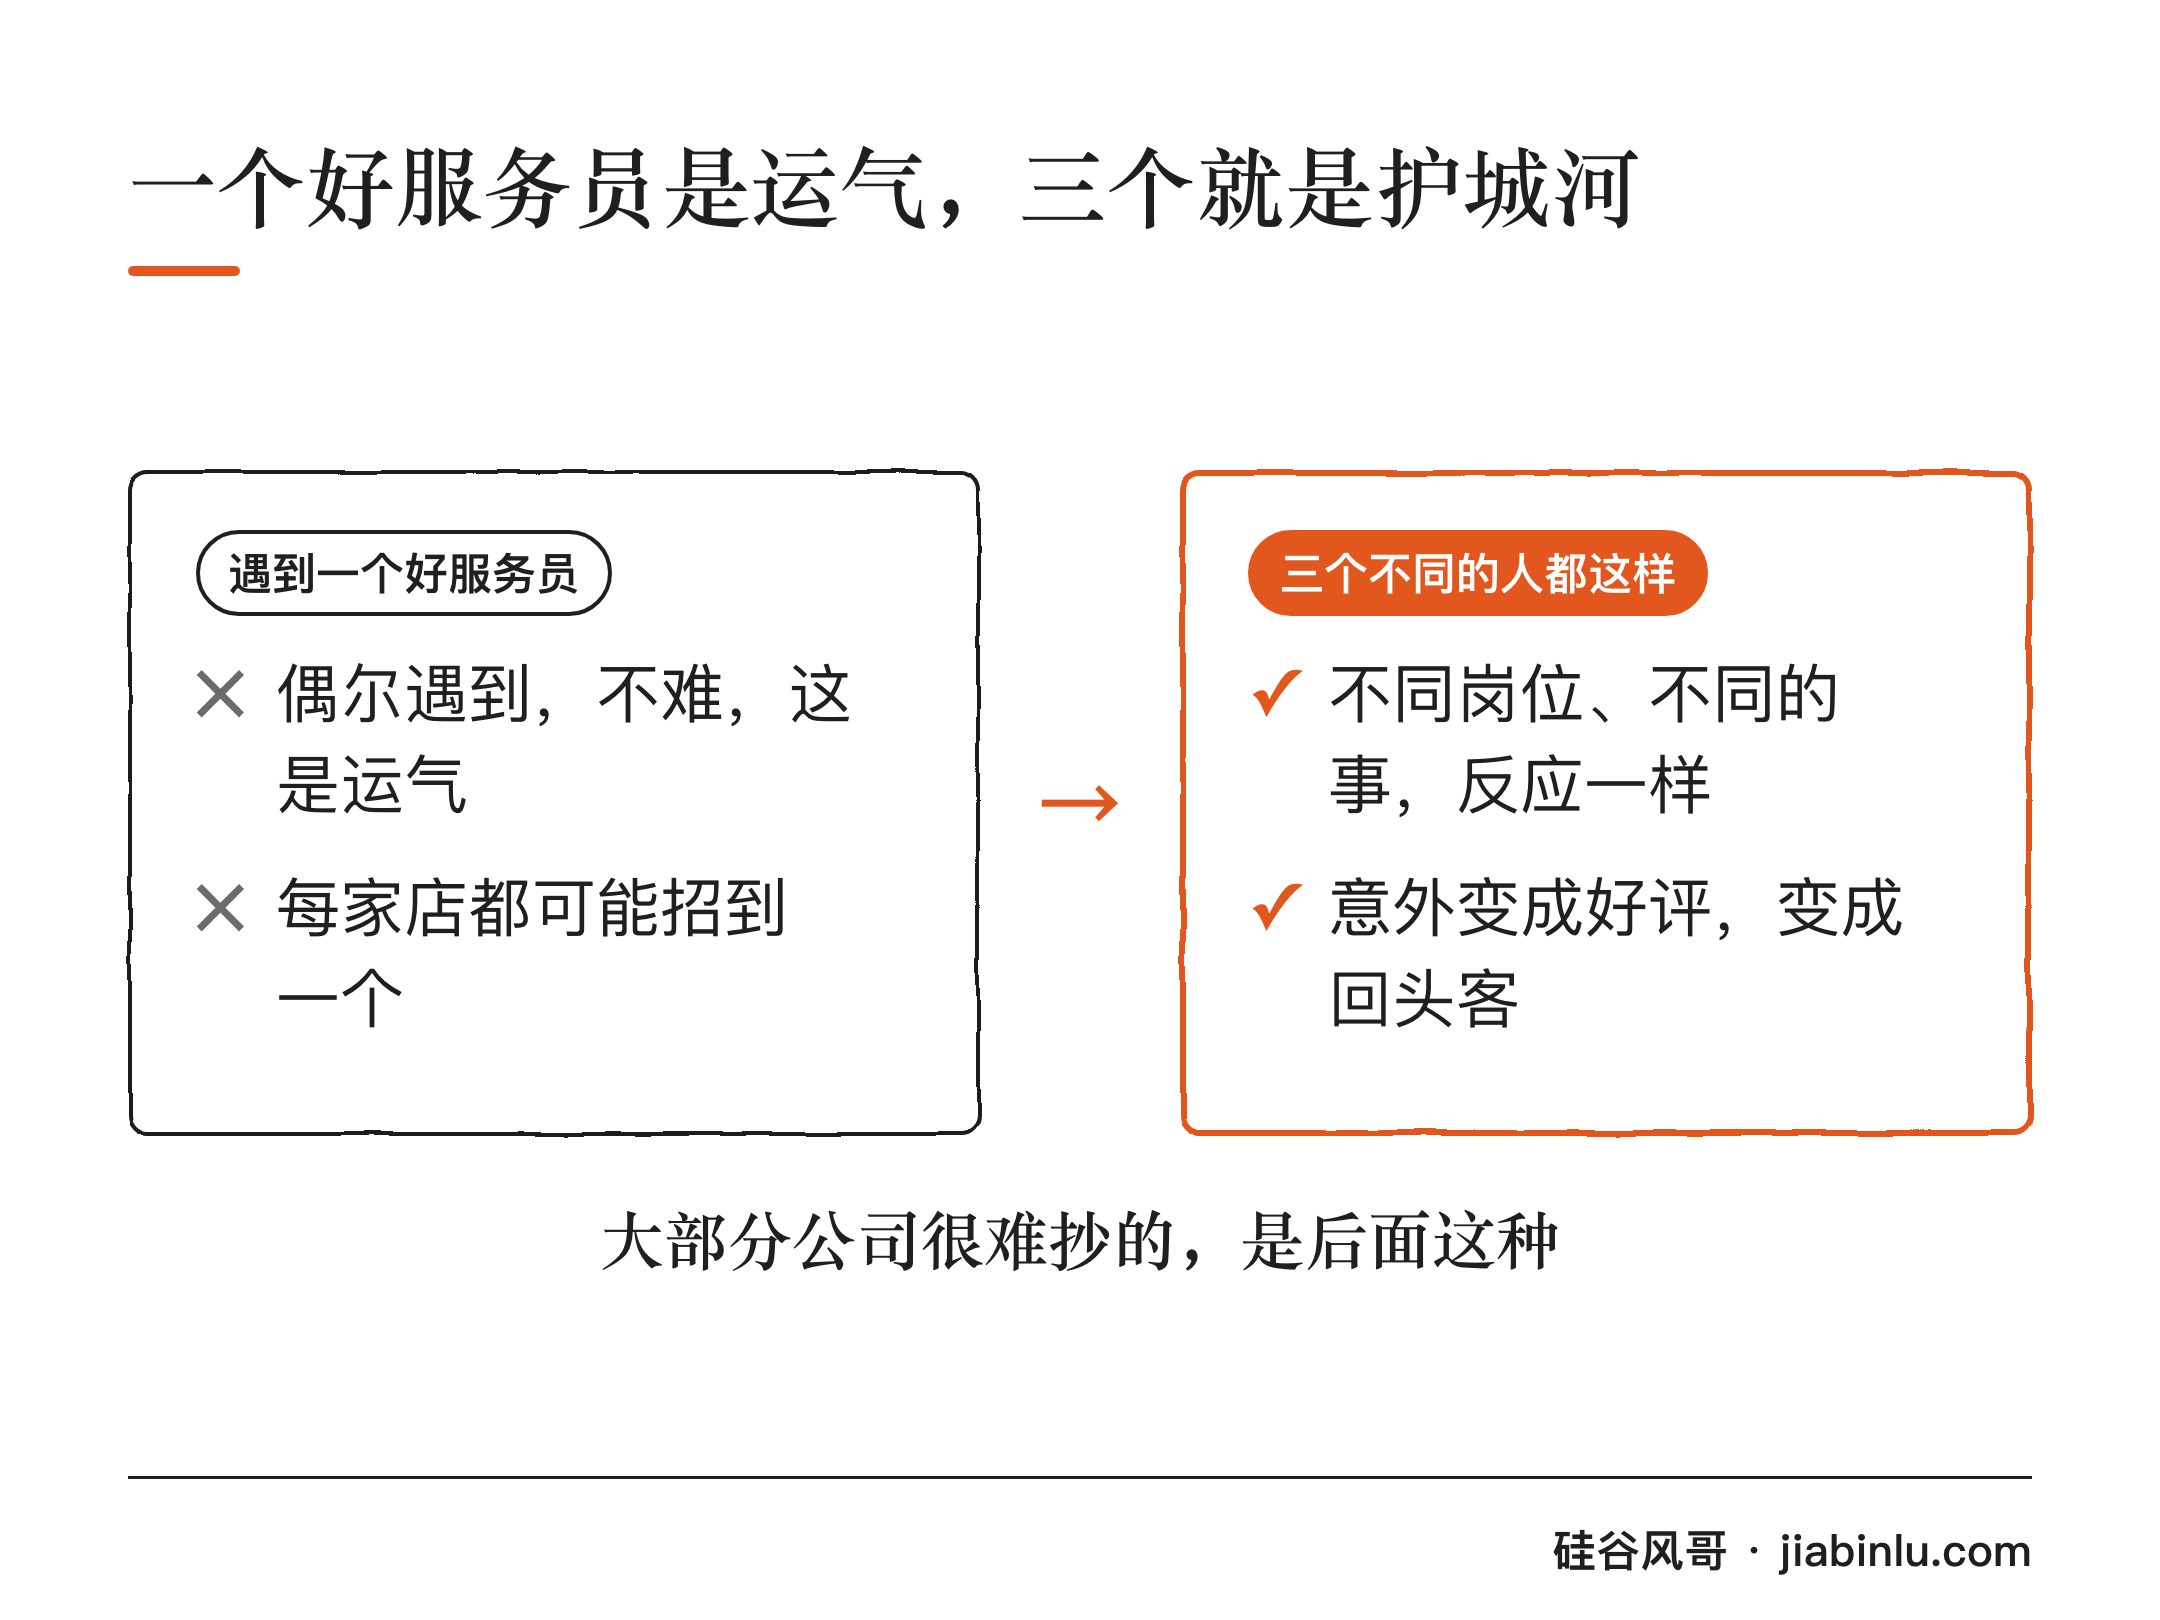 一个好服务员是运气，三个就是护城河
遇到一个好服务员
偶尔遇到，不难，这
是运气
每家店都可能招到
一个
→
三个不同的人都这样
不同岗位、不同的
事，反应一样
意外变成好评，变成
回头客
大部分公司很难抄的，是后面这种
硅谷风哥 · jiabinlu.com